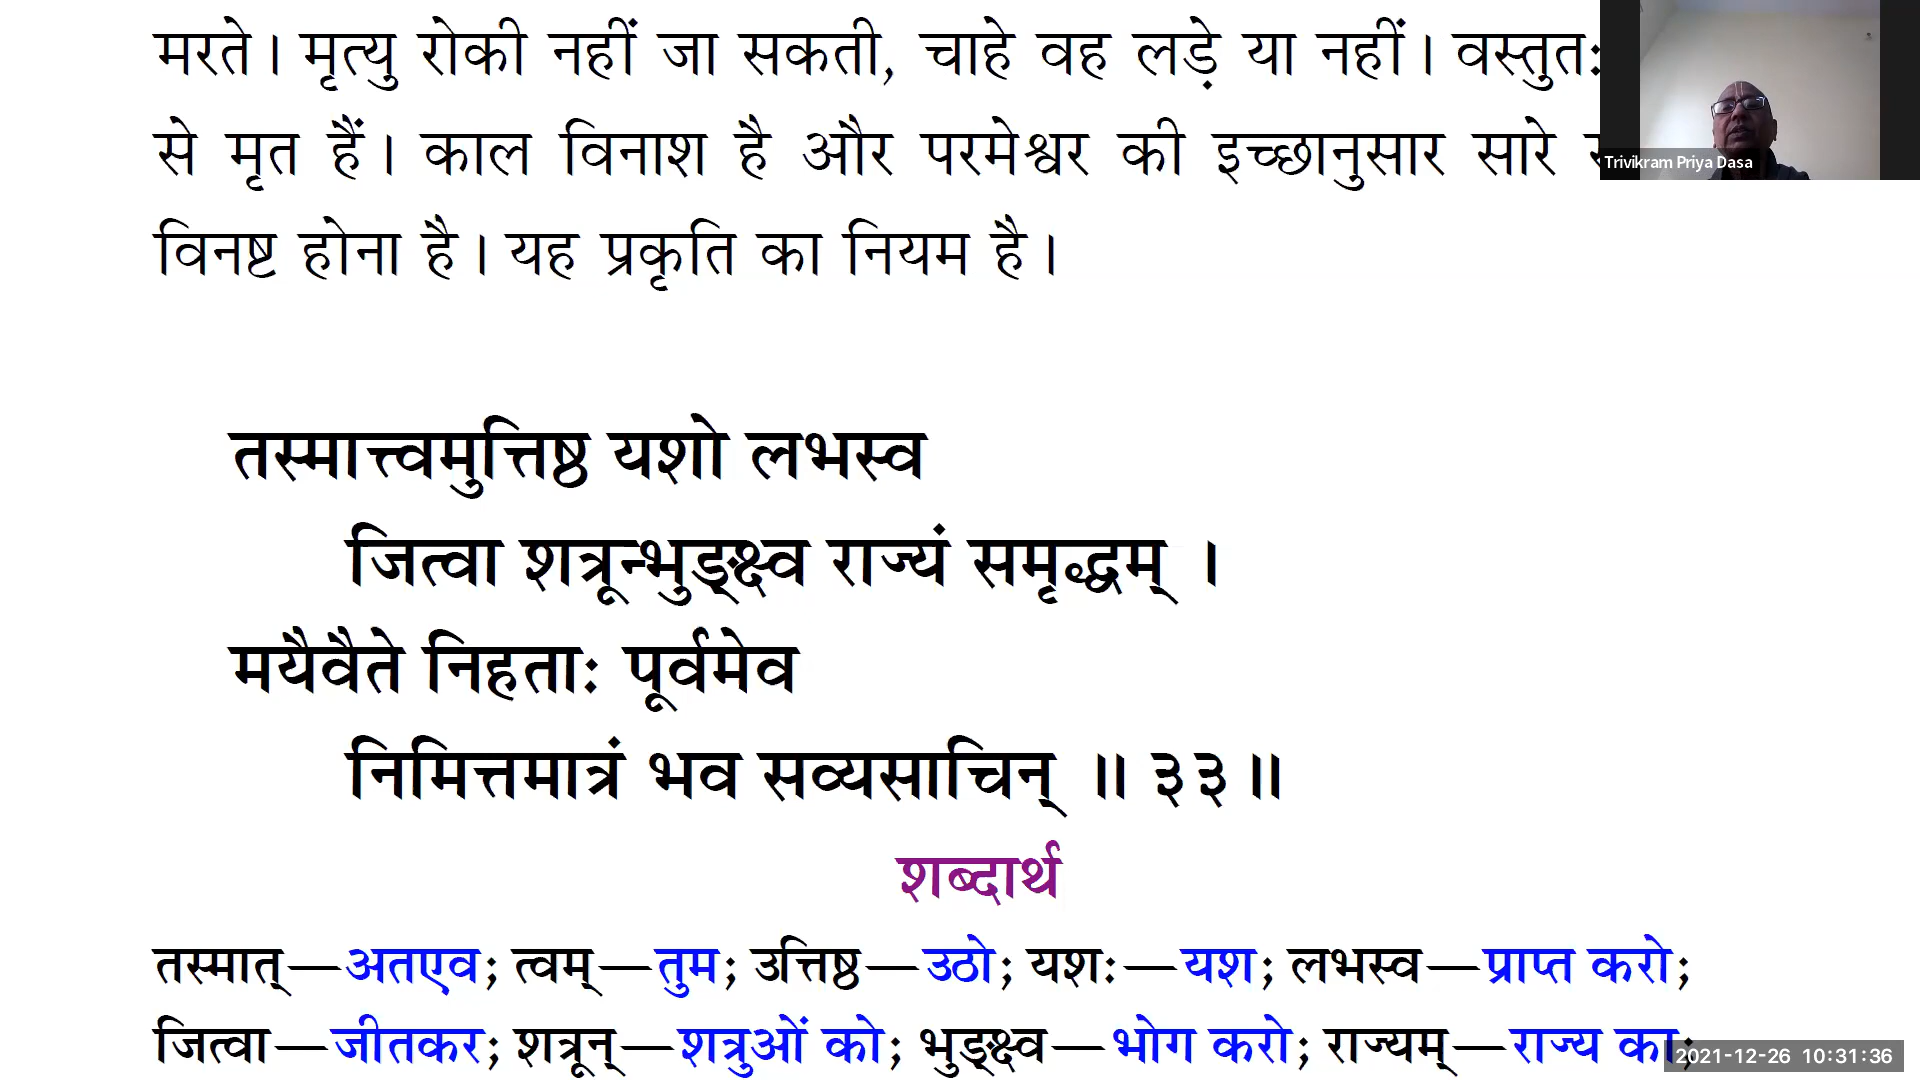 मरते। मृत्यु रोकी नहीं जा सकती, चाहे वह लड़े या नहीं। वस्तुतः
से मृत हैं। काल विनाश है और परमेश्वर की इच्छानुसार सारे
विनष्ट होना है। यह प्रकृति का नियम है।
Trivikram Priya Dasa
तस्मात्त्वमुत्तिष्ठ यशो लभस्व
जित्वा शत्रून्भुङ्क्ष्व राज्यं समृद्धम् ।
मयैवैते निहताः पूर्वमेव
निमित्तमात्रं भव सव्यसाचिन् ॥ ३३॥
शब्दार्थ
तस्मात्—अतएव; त्वम्—तुम; उत्तिष्ठ—उठो; यशः—यश; लभस्व—प्राप्त करो;
जित्वा—जीतकर; शत्रून्—शत्रुओं को; भुङ्क्ष्व—भोग करो; राज्यम्—राज्य का;
2021-12-26 10:31:36